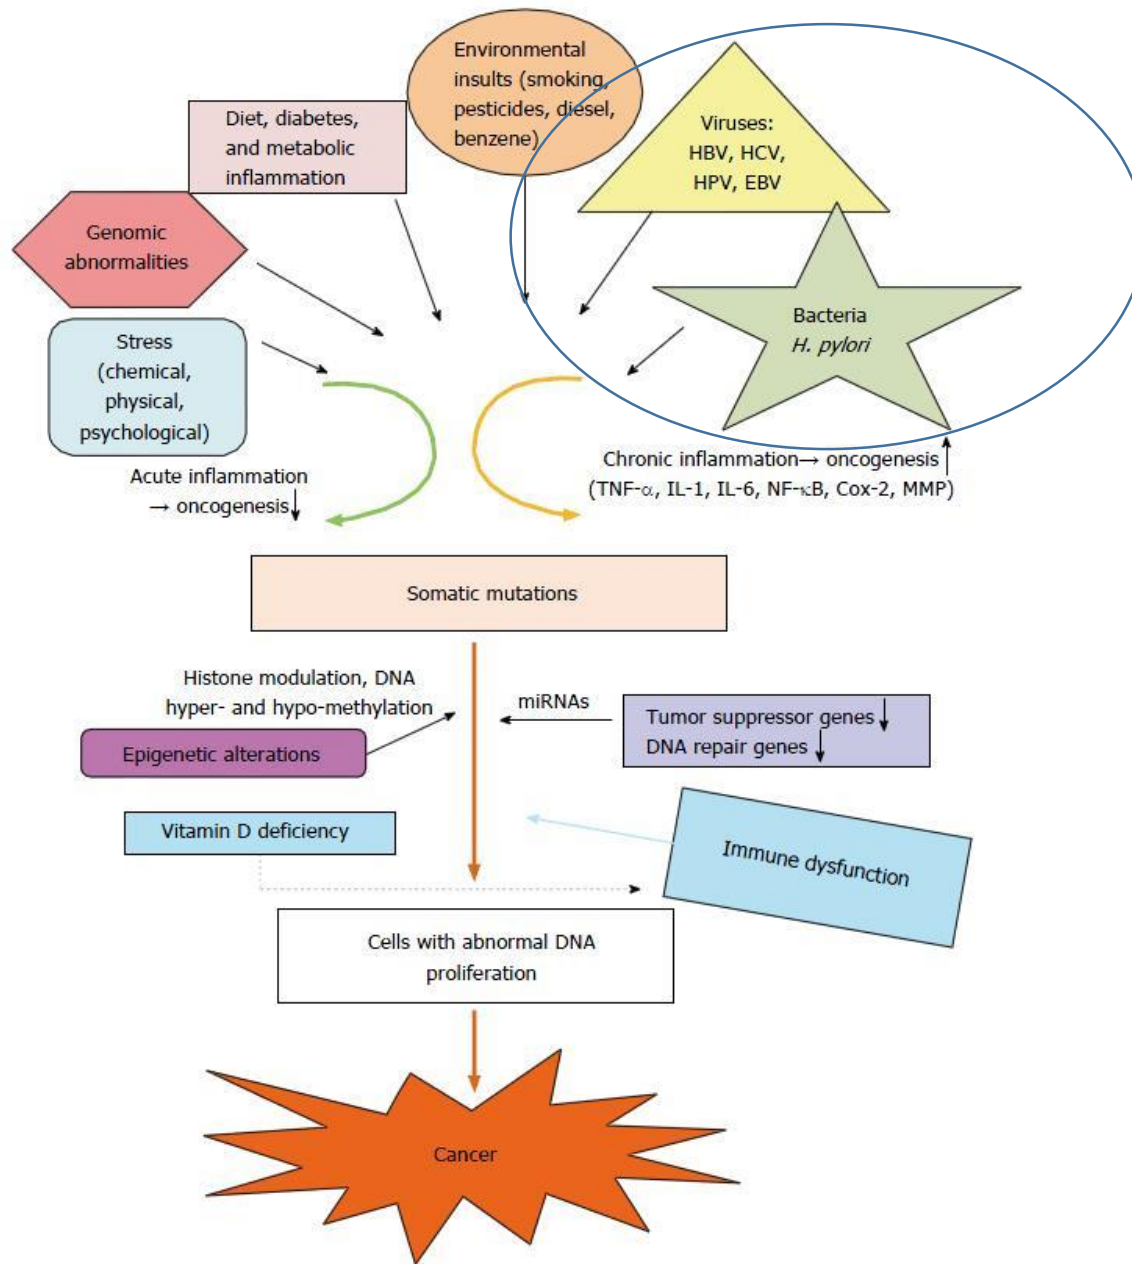 Environmental
insults (smoking,
pesticides, diesel,
benzene)
Diet, diabetes,
and metabolic
inflammation
Viruses:
HBV, HCV,
HPV, EBV
Genomic
abnormalities
Bacteria
H. pylori
Stress
(chemical,
physical,
psychological)
Acute inflammation
→ oncogenesis↓
Chronic inflammation→ oncogenesis↑
(TNF-α, IL-1, IL-6, NF-κB, Cox-2, MMP)
Somatic mutations
Histone modulation, DNA
hyper- and hypo-methylation
Epigenetic alterations
miRNAs
Tumor suppressor genes↓
DNA repair genes↓
Vitamin D deficiency
Immune dysfunction
Cells with abnormal DNA
proliferation
Cancer